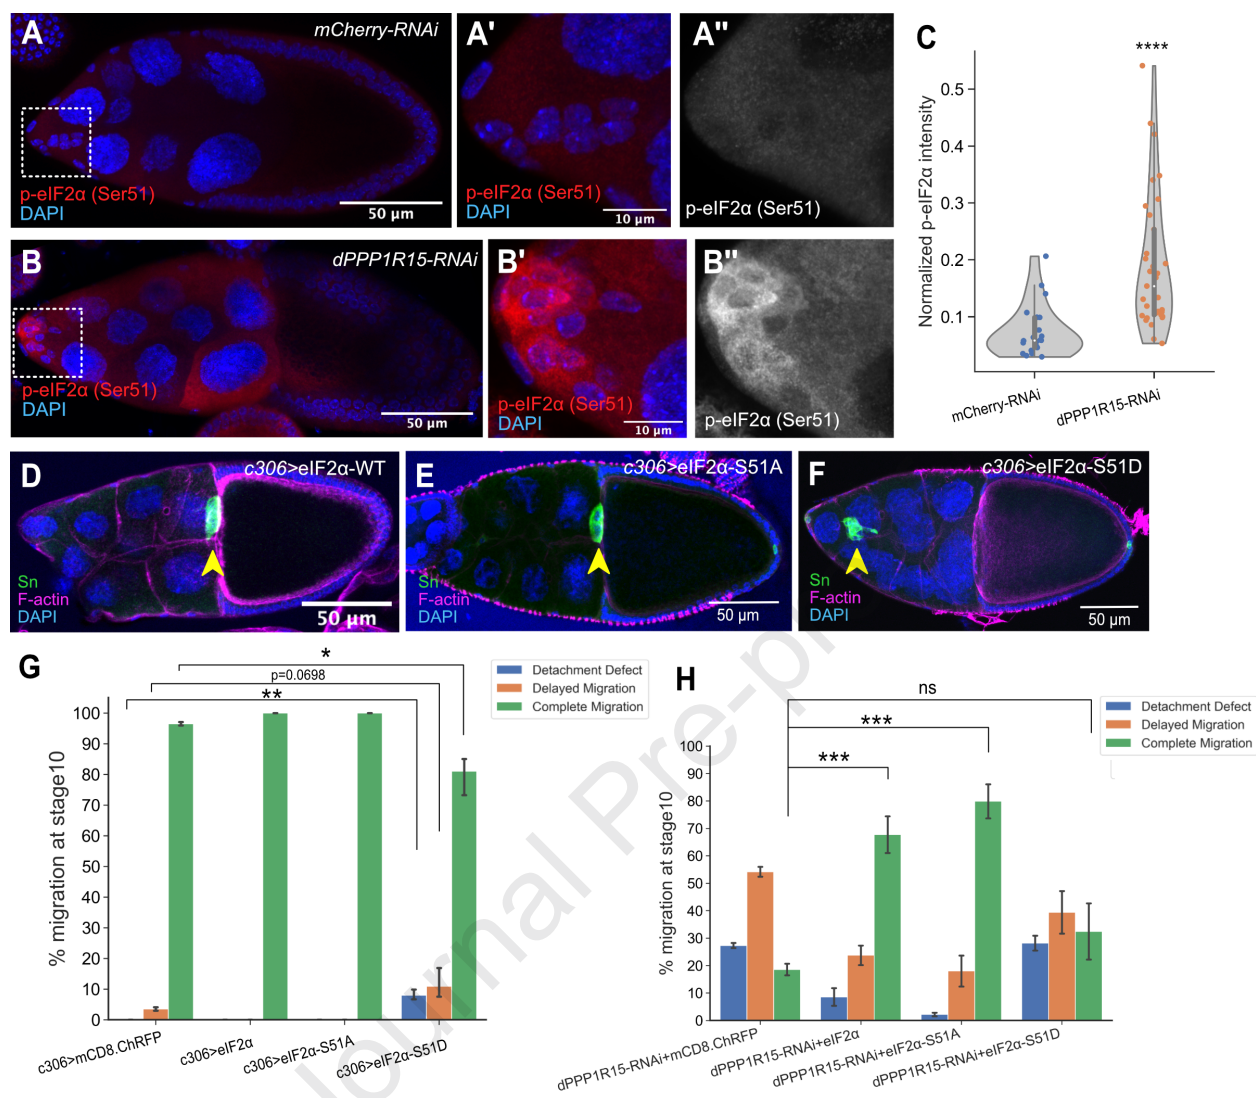 A
mCherry-RNAi
p-eIF2α (Ser51)
DAPI
50 µm
A'
p-eIF2α (Ser51)
DAPI
10 µm
A"
p-eIF2α (Ser51)
B
dPPP1R15-RNAi
p-eIF2α (Ser51)
DAPI
50 µm
B'
p-eIF2α (Ser51)
DAPI
10 µm
B"
p-eIF2α (Ser51)
C
****
Normalized p-eIF2α intensity
0.5
0.4
0.3
0.2
0.1
mCherry-RNAi
dPPP1R15-RNAi
D
c306>eIF2α-WT
Sn
F-actin
DAPI
50 µm
E
c306>eIF2α-S51A
Sn
F-actin
DAPI
50 µm
F
c306>eIF2α-S51D
Sn
F-actin
DAPI
50 µm
G
*
p=0.0698
**
Detachment Defect
Delayed Migration
Complete Migration
% migration at stage10
100
90
80
70
60
50
40
30
20
10
0
c306>mCD8.ChRFP
c306>eIF2α
c306>eIF2α-S51A
c306>eIF2α-S51D
H
ns
***
***
Detachment Defect
Delayed Migration
Complete Migration
% migration at stage10
100
90
80
70
60
50
40
30
20
10
0
dPPP1R15-RNAi+mCD8.ChRFP
dPPP1R15-RNAi+eIF2α
dPPP1R15-RNAi+eIF2α-S51A
dPPP1R15-RNAi+eIF2α-S51D
Journal Pre-pr